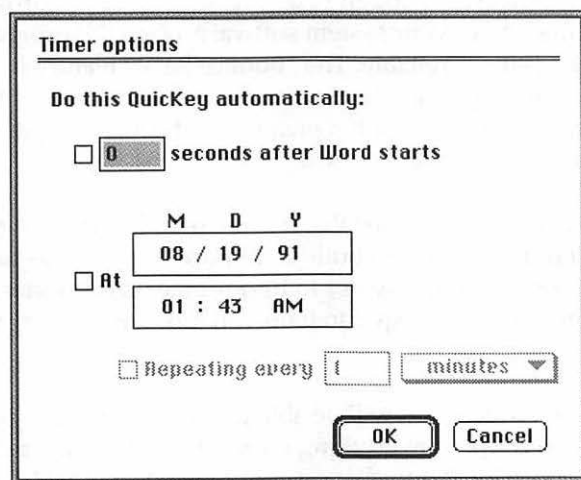 Timer options
Do this QuicKey automatically:
0 seconds after Word starts
M D Y
08 / 19 / 91
At
01 : 43 AM
Repeating every 1 minutes
OK Cancel